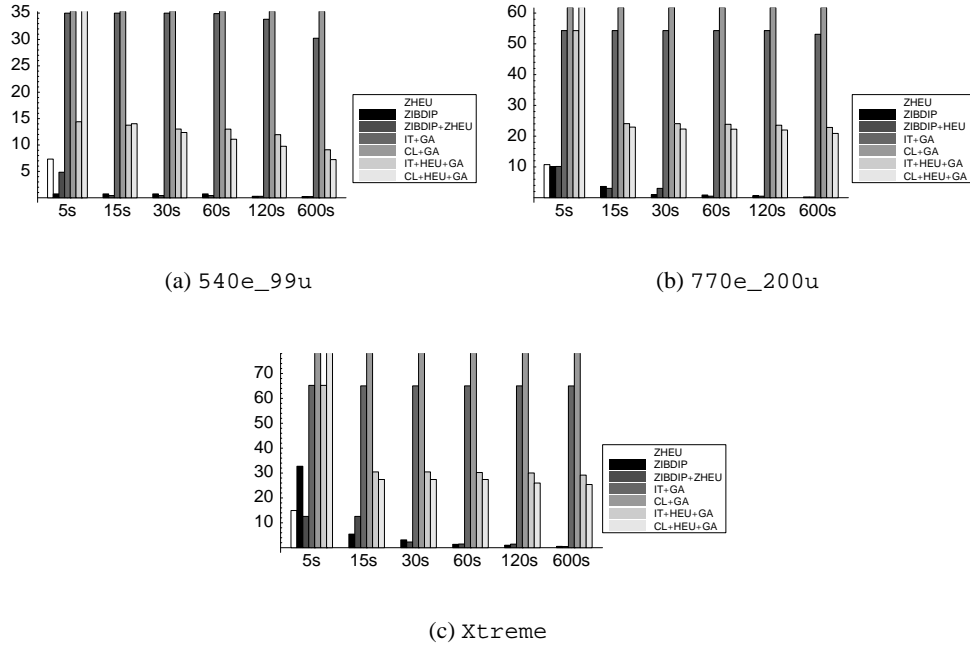 35
30
25
20
15
10
5
5s 15s 30s 60s 120s 600s
ZHEU
ZIBDIP
ZIBDIP+ZHEU
IT+GA
CL+GA
IT+HEU+GA
CL+HEU+GA
(a) 540e_99u
60
50
40
30
20
10
5s 15s 30s 60s 120s 600s
ZHEU
ZIBDIP
ZIBDIP+HEU
IT+GA
CL+GA
IT+HEU+GA
CL+HEU+GA
(b) 770e_200u
70
60
50
40
30
20
10
5s 15s 30s 60s 120s 600s
ZHEU
ZIBDIP
ZIBDIP+ZHEU
IT+GA
CL+GA
IT+HEU+GA
CL+HEU+GA
(c) Xtreme